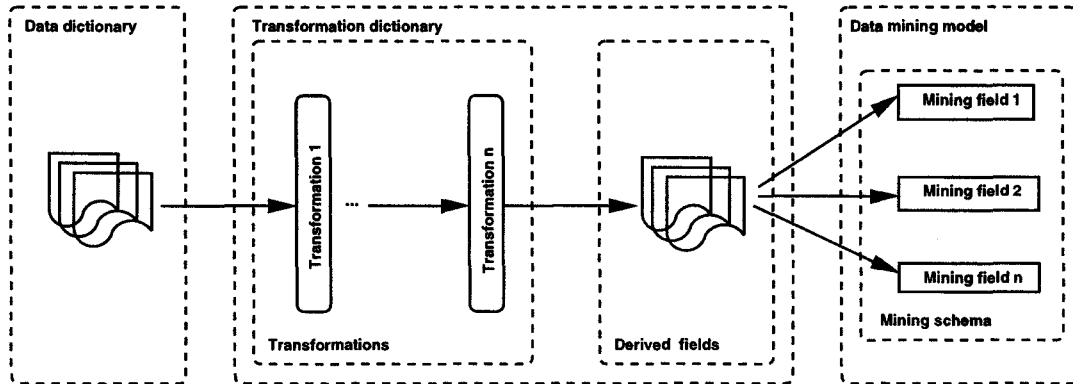 Data dictionary
Transformation dictionary
Transformation 1
...
Transformation n
Transformations
Derived fields
Data mining model
Mining field 1
Mining field 2
Mining field n
Mining schema